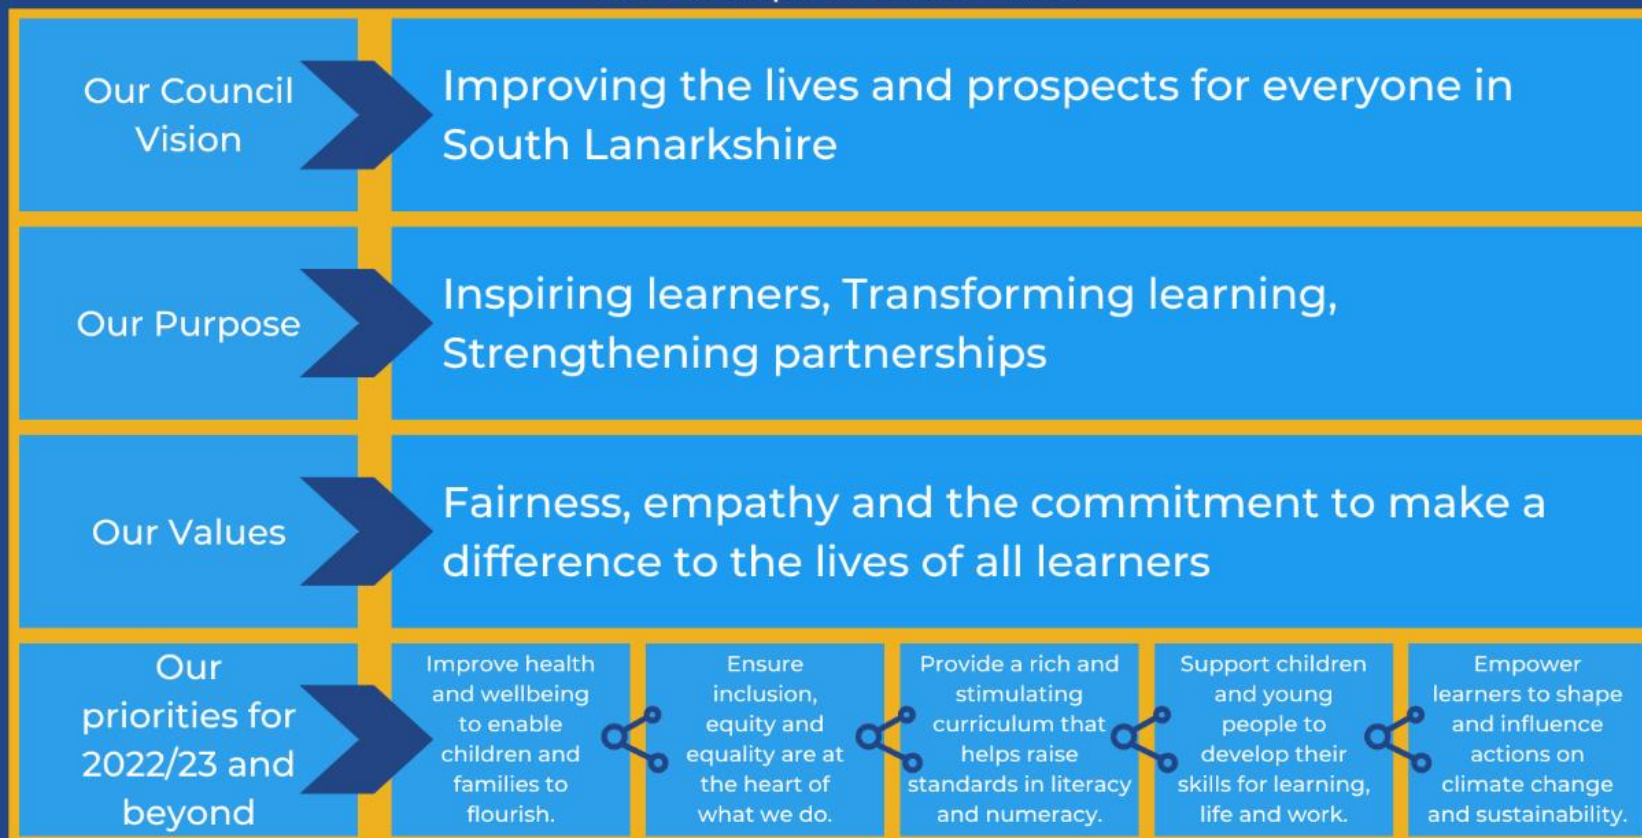 Our Council
Vision
Improving the lives and prospects for everyone in
South Lanarkshire
Our Purpose
Inspiring learners, Transforming learning,
Strengthening partnerships
Our Values
Fairness, empathy and the commitment to make a
difference to the lives of all learners
Our
priorities for
2022/23 and
beyond
Improve health
and wellbeing
to enable
children and
families to
flourish.
Ensure
inclusion,
equity and
equality are at
the heart of
what we do.
Provide a rich and
stimulating
curriculum that
helps raise
standards in literacy
and numeracy.
Support children
and young
people to
develop their
skills for learning,
life and work.
Empower
learners to shape
and influence
actions on
climate change
and sustainability.